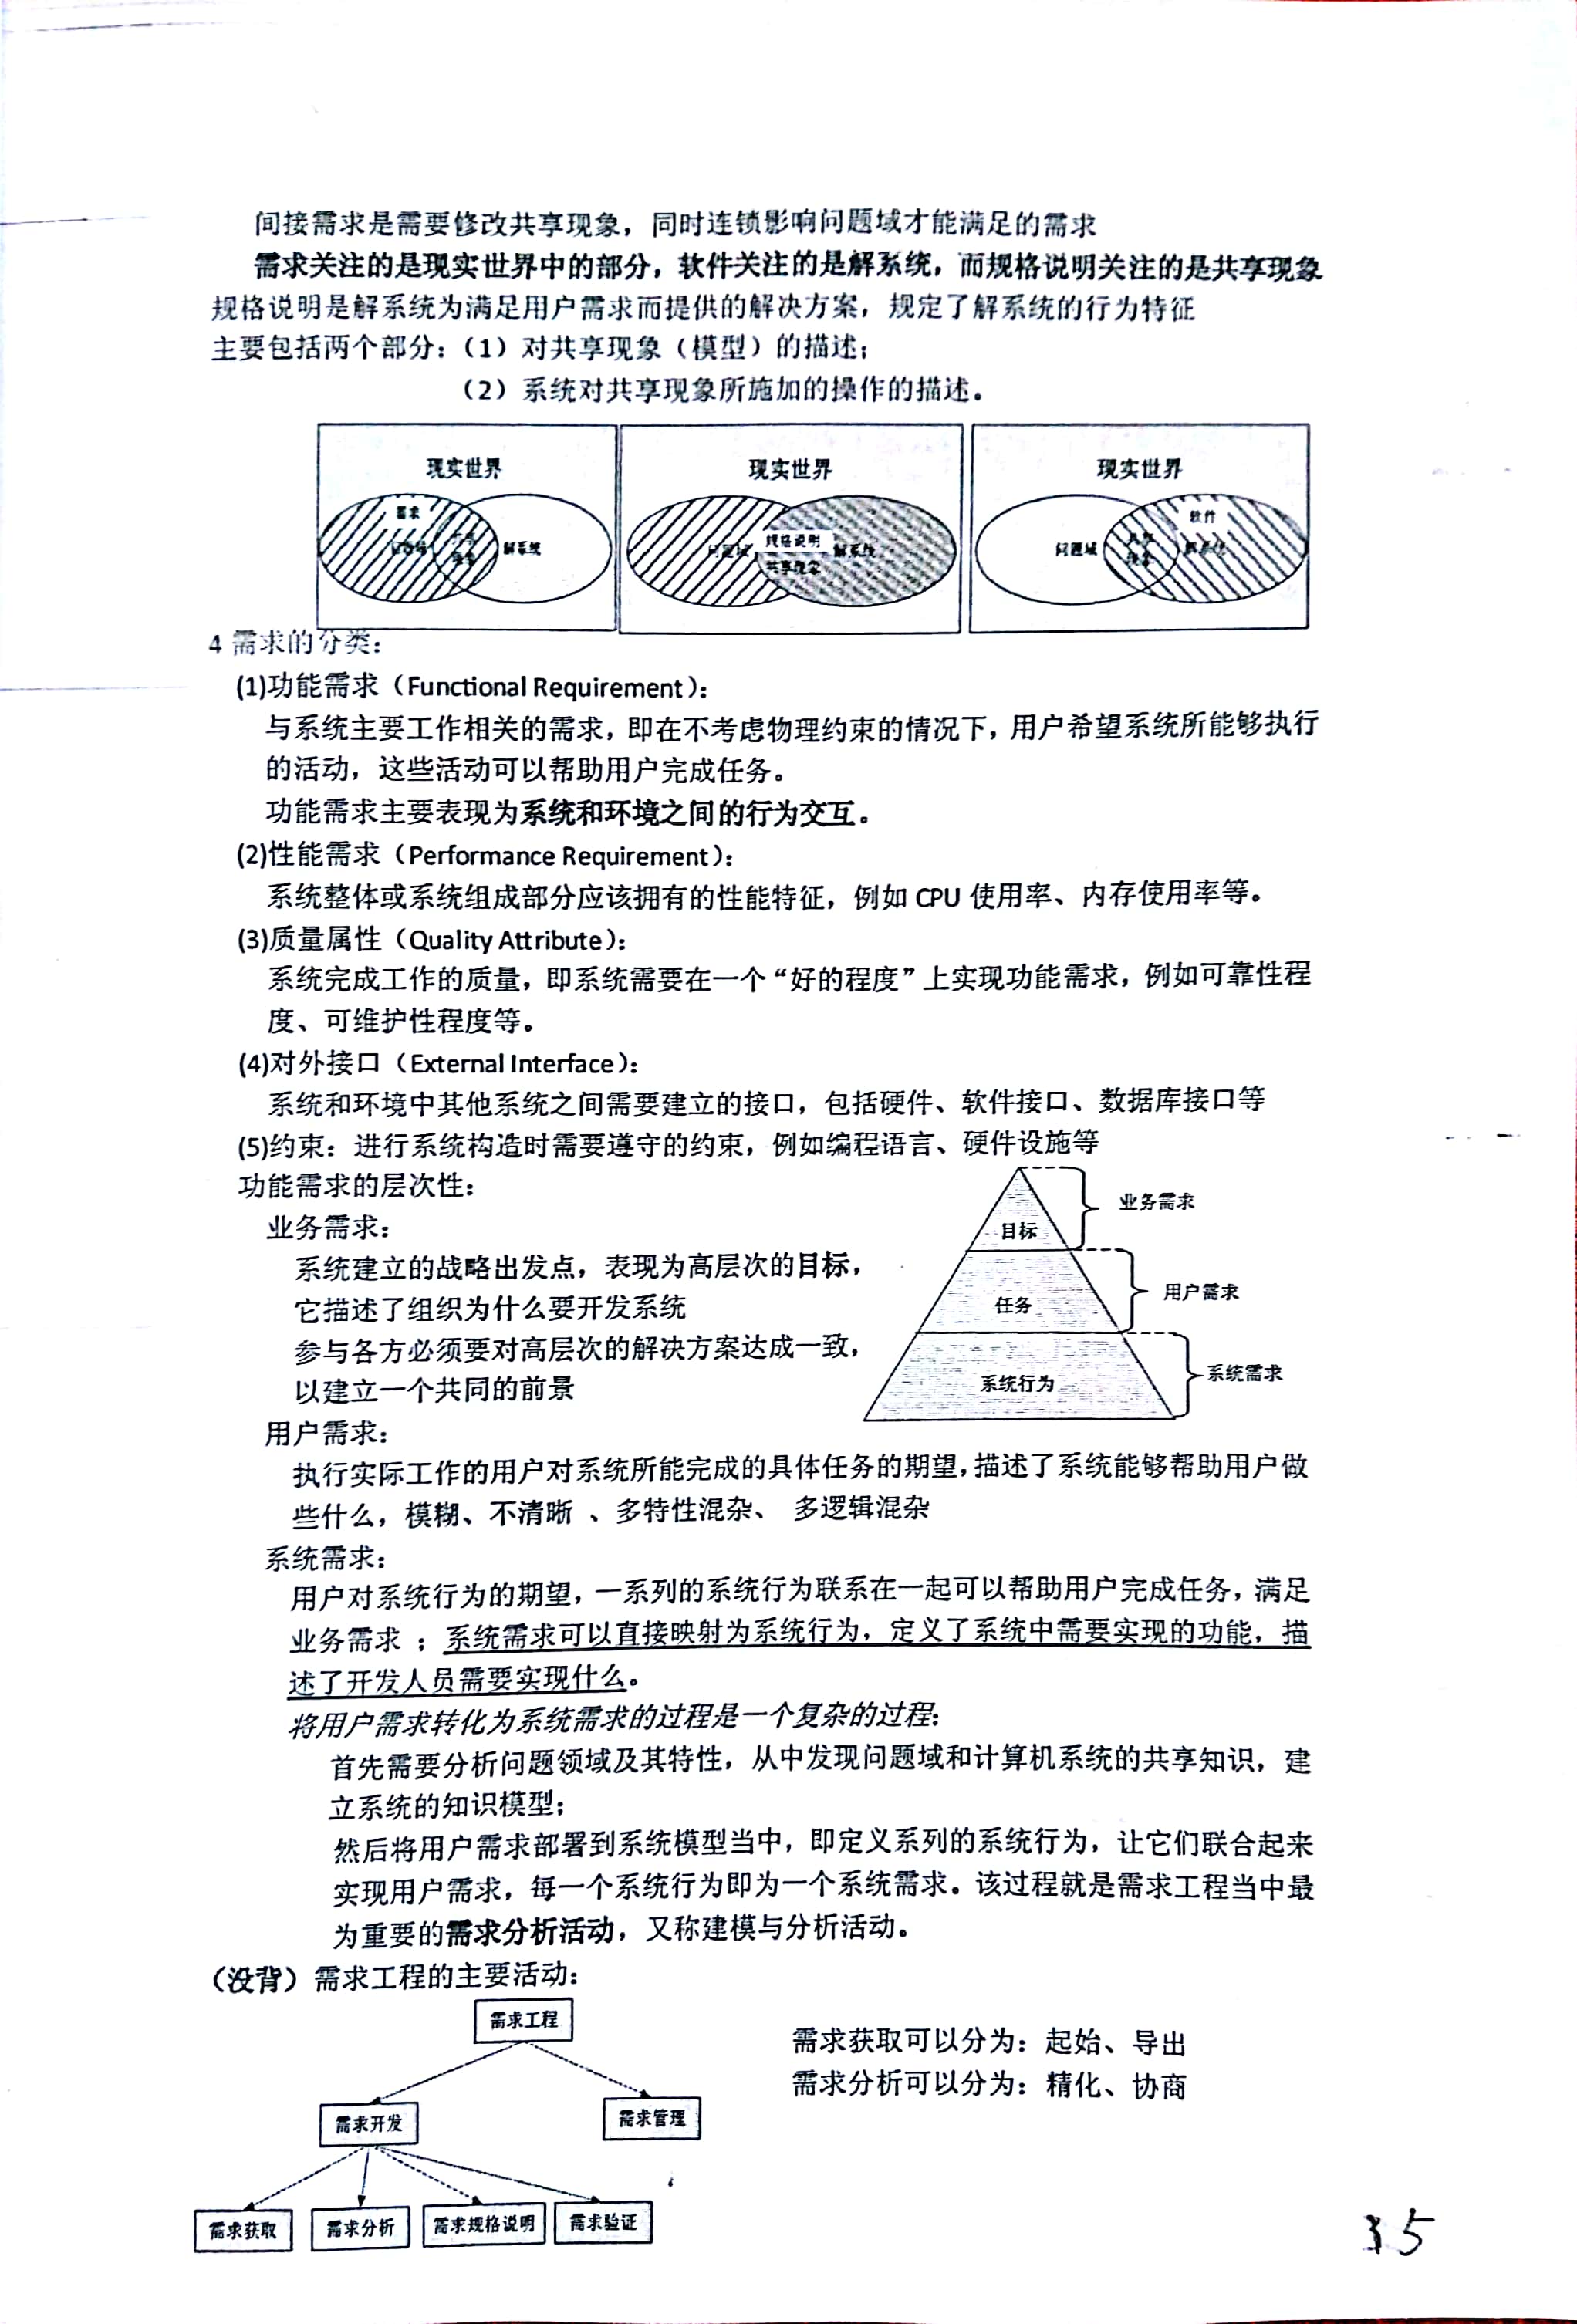 间接需求是需要修改共享现象，同时连锁影响问题域才能满足的需求
需求关注的是现实世界中的部分，软件关注的是解系统，而规格说明关注的是共享现象
规格说明是解系统为满足用户需求而提供的解决方案，规定了解系统的行为特征
主要包括两个部分：（1）对共享现象（模型）的描述；
（2）系统对共享现象所施加的操作的描述。
现实世界
需求
解系统
现实世界
规格说明
解系统
共享现象
现实世界
软件
问题域
4 需求的分类：
(1)功能需求（Functional Requirement）：
与系统主要工作相关的需求，即在不考虑物理约束的情况下，用户希望系统所能够执行
的活动，这些活动可以帮助用户完成任务。
功能需求主要表现为系统和环境之间的行为交互。
(2)性能需求（Performance Requirement）：
系统整体或系统组成部分应该拥有的性能特征，例如 CPU 使用率、内存使用率等。
(3)质量属性（Quality Attribute）：
系统完成工作的质量，即系统需要在一个“好的程度”上实现功能需求，例如可靠性程
度、可维护性程度等。
(4)对外接口（External Interface）：
系统和环境中其他系统之间需要建立的接口，包括硬件、软件接口、数据库接口等
(5)约束：进行系统构造时需要遵守的约束，例如编程语言、硬件设施等
功能需求的层次性：
业务需求：
系统建立的战略出发点，表现为高层次的目标，
它描述了组织为什么要开发系统
参与各方必须要对高层次的解决方案达成一致，
以建立一个共同的前景
目标
业务需求
任务
用户需求
系统行为
系统需求
用户需求：
执行实际工作的用户对系统所能完成的具体任务的期望，描述了系统能够帮助用户做
些什么，模糊、不清晰 、多特性混杂、 多逻辑混杂
系统需求：
用户对系统行为的期望，一系列的系统行为联系在一起可以帮助用户完成任务，满足
业务需求 ；系统需求可以直接映射为系统行为，定义了系统中需要实现的功能，描
述了开发人员需要实现什么。
将用户需求转化为系统需求的过程是一个复杂的过程：
首先需要分析问题领域及其特性，从中发现问题域和计算机系统的共享知识，建
立系统的知识模型；
然后将用户需求部署到系统模型当中，即定义系列的系统行为，让它们联合起来
实现用户需求，每一个系统行为即为一个系统需求。该过程就是需求工程当中最
为重要的需求分析活动，又称建模与分析活动。
（没背）需求工程的主要活动：
需求工程
需求开发
需求管理
需求获取
需求分析
需求规格说明
需求验证
需求获取可以分为：起始、导出
需求分析可以分为：精化、协商
35